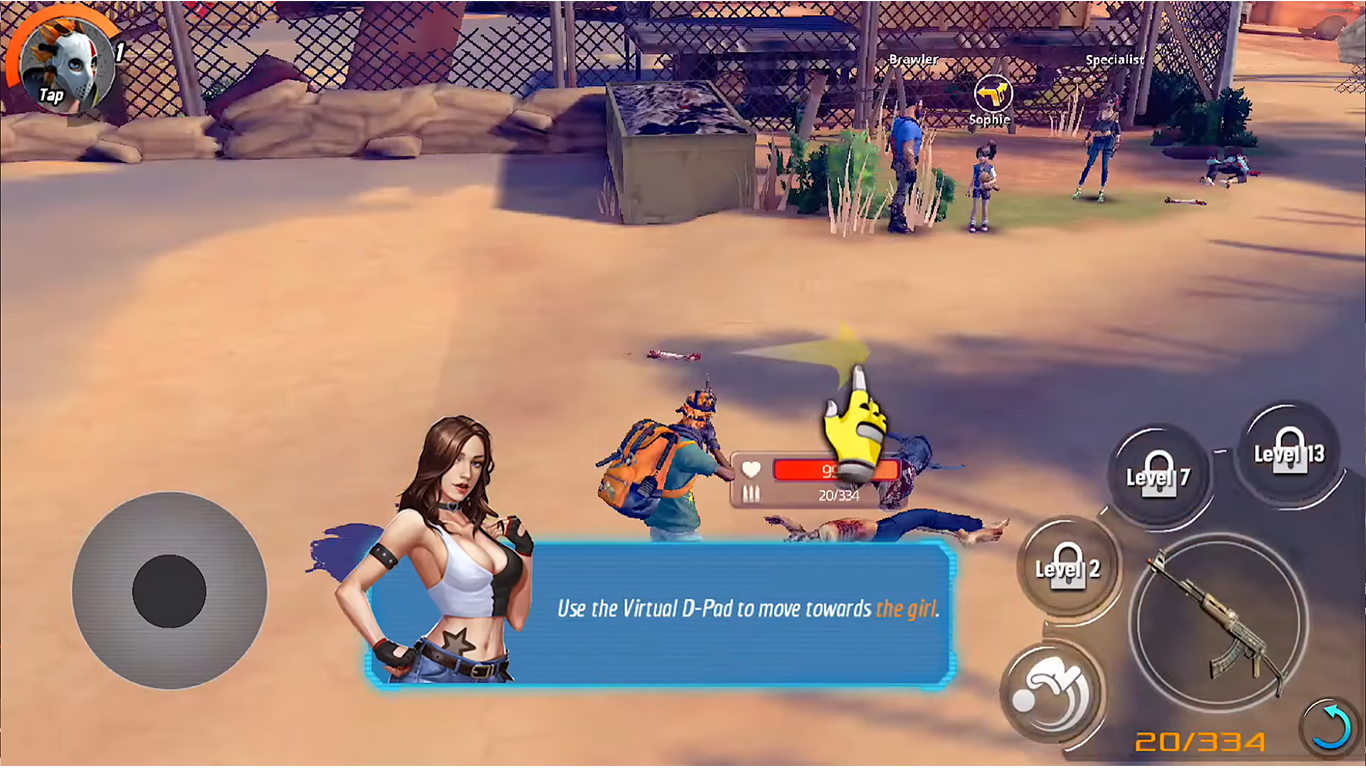 1
Tap
Brawler
Specialist
Sophie
Level 13
Level 7
20/334
Level 2
Use the Virtual D-Pad to move towards the girl.
20/334